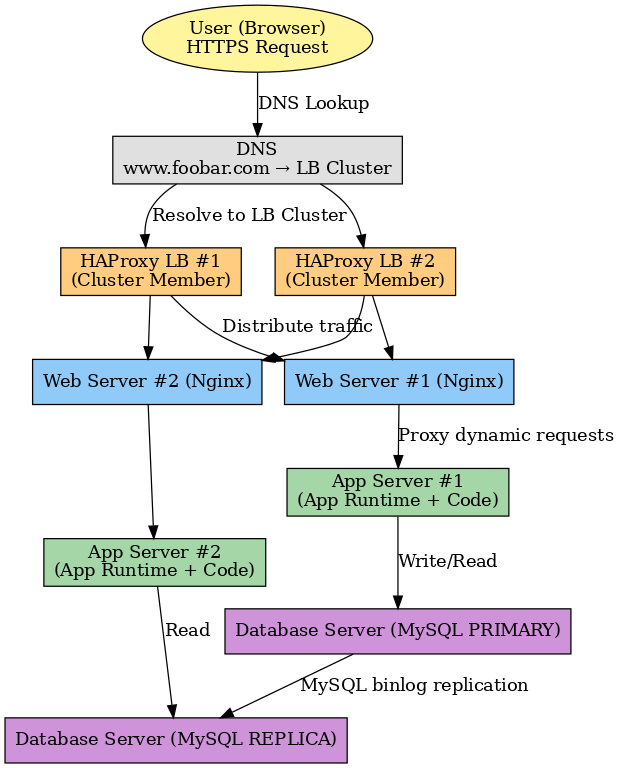 User (Browser)
HTTPS Request
DNS Lookup
DNS
www.foobar.com → LB Cluster
Resolve to LB Cluster
HAProxy LB #1
(Cluster Member)
HAProxy LB #2
(Cluster Member)
Distribute traffic
Web Server #2 (Nginx)
Web Server #1 (Nginx)
Proxy dynamic requests
App Server #1
(App Runtime + Code)
App Server #2
(App Runtime + Code)
Write/Read
Read
Database Server (MySQL PRIMARY)
MySQL binlog replication
Database Server (MySQL REPLICA)